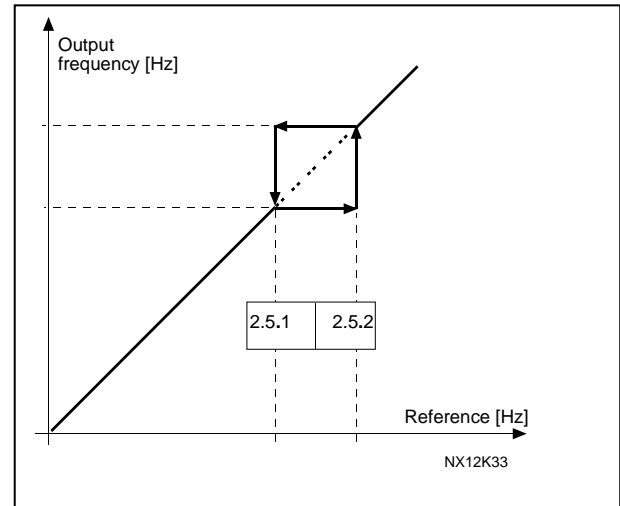 Output
frequency [Hz]
2.5.1
2.5.2
Reference [Hz]
NX12K33